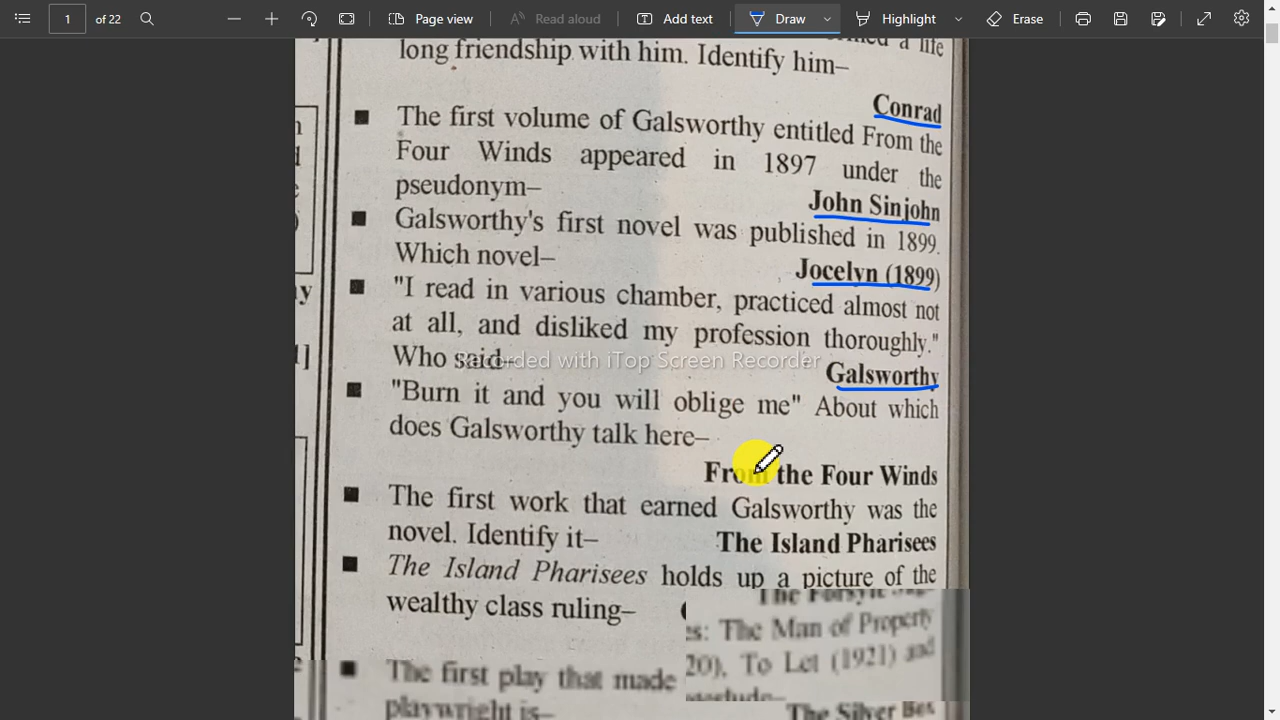 1 of 22 Page view Read aloud Add text Draw Highlight Erase
a life
long friendship with him. Identify him–
Conrad
■ The first volume of Galsworthy entitled From the
Four Winds appeared in 1897 under the
pseudonym–
John Sinjohn
■ Galsworthy's first novel was published in 1899.
Which novel–
Jocelyn (1899)
■ "I read in various chamber, practiced almost not
at all, and disliked my profession thoroughly."
Who said–
Recorded with iTop Screen Recorder
Galsworthy
■ "Burn it and you will oblige me" About which
does Galsworthy talk here–
From the Four Winds
■ The first work that earned Galsworthy was the
novel. Identify it– The Island Pharisees
■ The Island Pharisees holds up a picture of the
wealthy class ruling–
The
: The Man of Property
20), To Let (1921) and
■ The first play that made
playwright is– The Silver